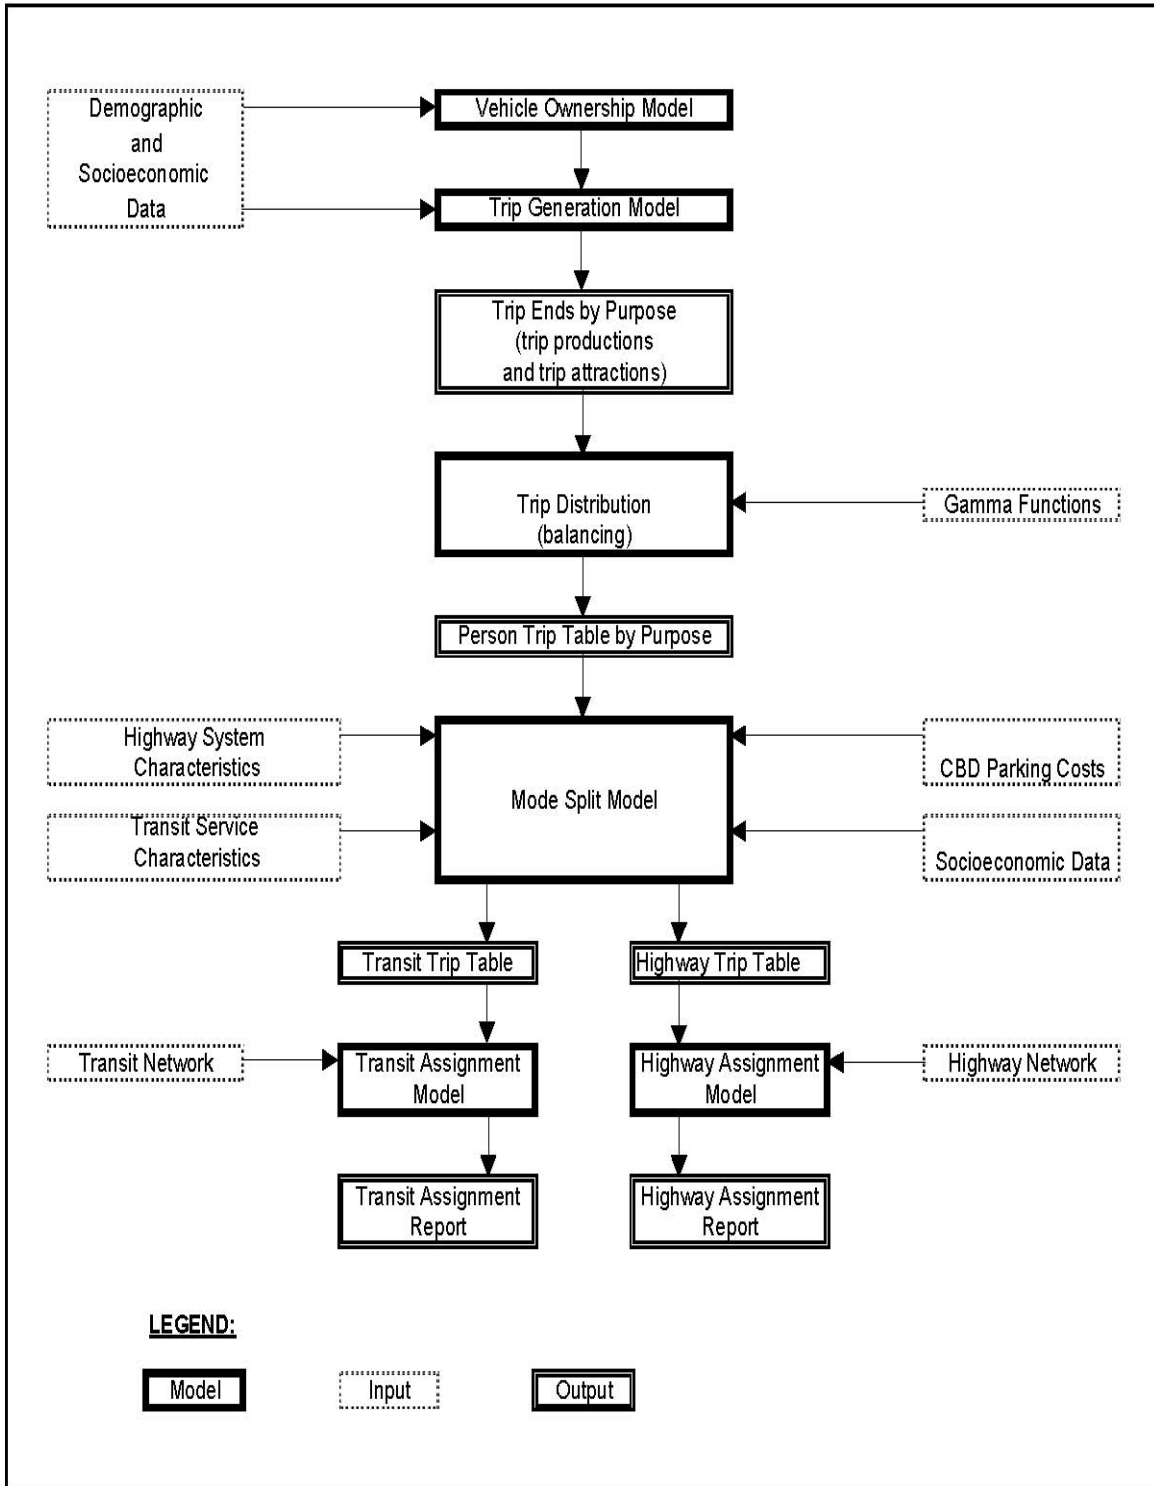 Demographic
and
Socioeconomic
Data
Vehicle Ownership Model
Trip Generation Model
Trip Ends by Purpose
(trip productions
and trip attractions)
Trip Distribution
(balancing)
Gamma Functions
Person Trip Table by Purpose
Highway System
Characteristics
Transit Service
Characteristics
Mode Split Model
CBD Parking Costs
Socioeconomic Data
Transit Trip Table
Highway Trip Table
Transit Network
Transit Assignment
Model
Highway Assignment
Model
Highway Network
Transit Assignment
Report
Highway Assignment
Report
LEGEND:
Model
Input
Output